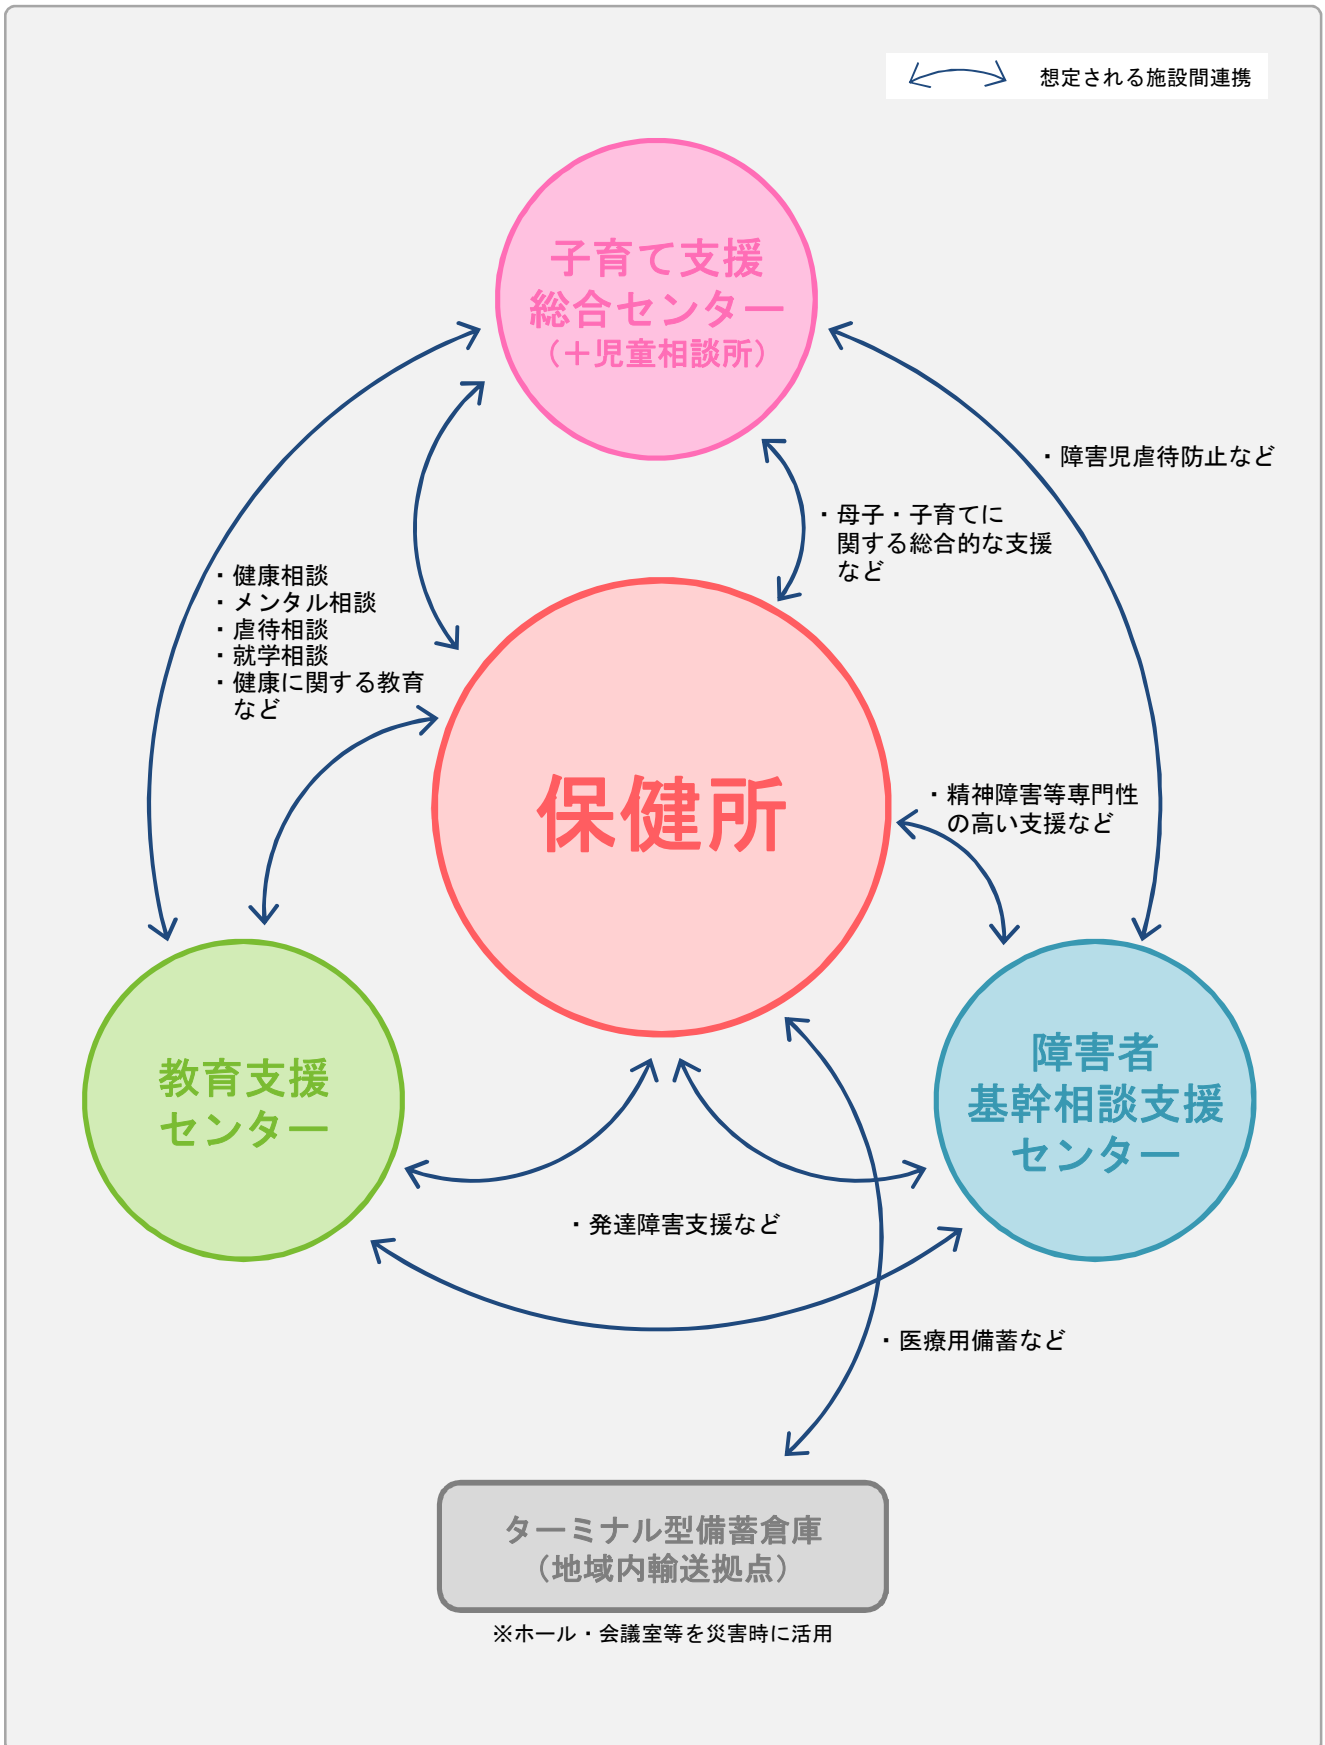 想定される施設間連携
子育て支援
総合センター
（＋児童相談所）
・障害児虐待防止など
・母子・子育てに
関する総合的な支援
など
・健康相談
・メンタル相談
・虐待相談
・就学相談
・健康に関する教育
など
保健所
・精神障害等専門性
の高い支援など
教育支援
センター
障害者
基幹相談支援
センター
・発達障害支援など
・医療用備蓄など
ターミナル型備蓄倉庫
（地域内輸送拠点）
※ホール・会議室等を災害時に活用